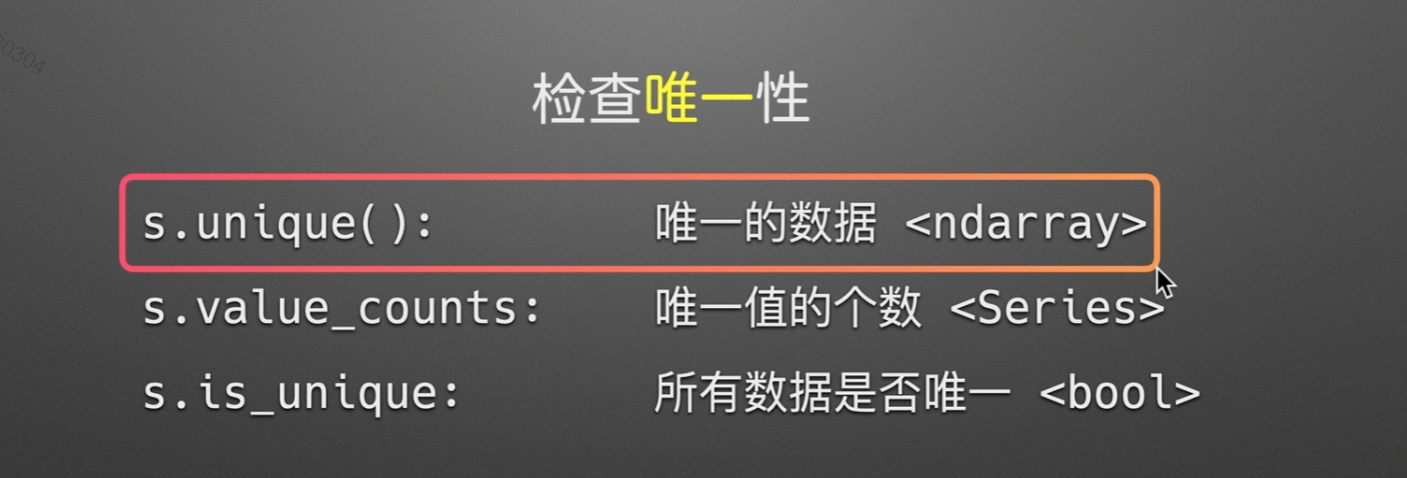 检查唯一性
s.unique(): 唯一的数据 <ndarray>
s.value_counts: 唯一值的个数 <Series>
s.is_unique: 所有数据是否唯一 <bool>